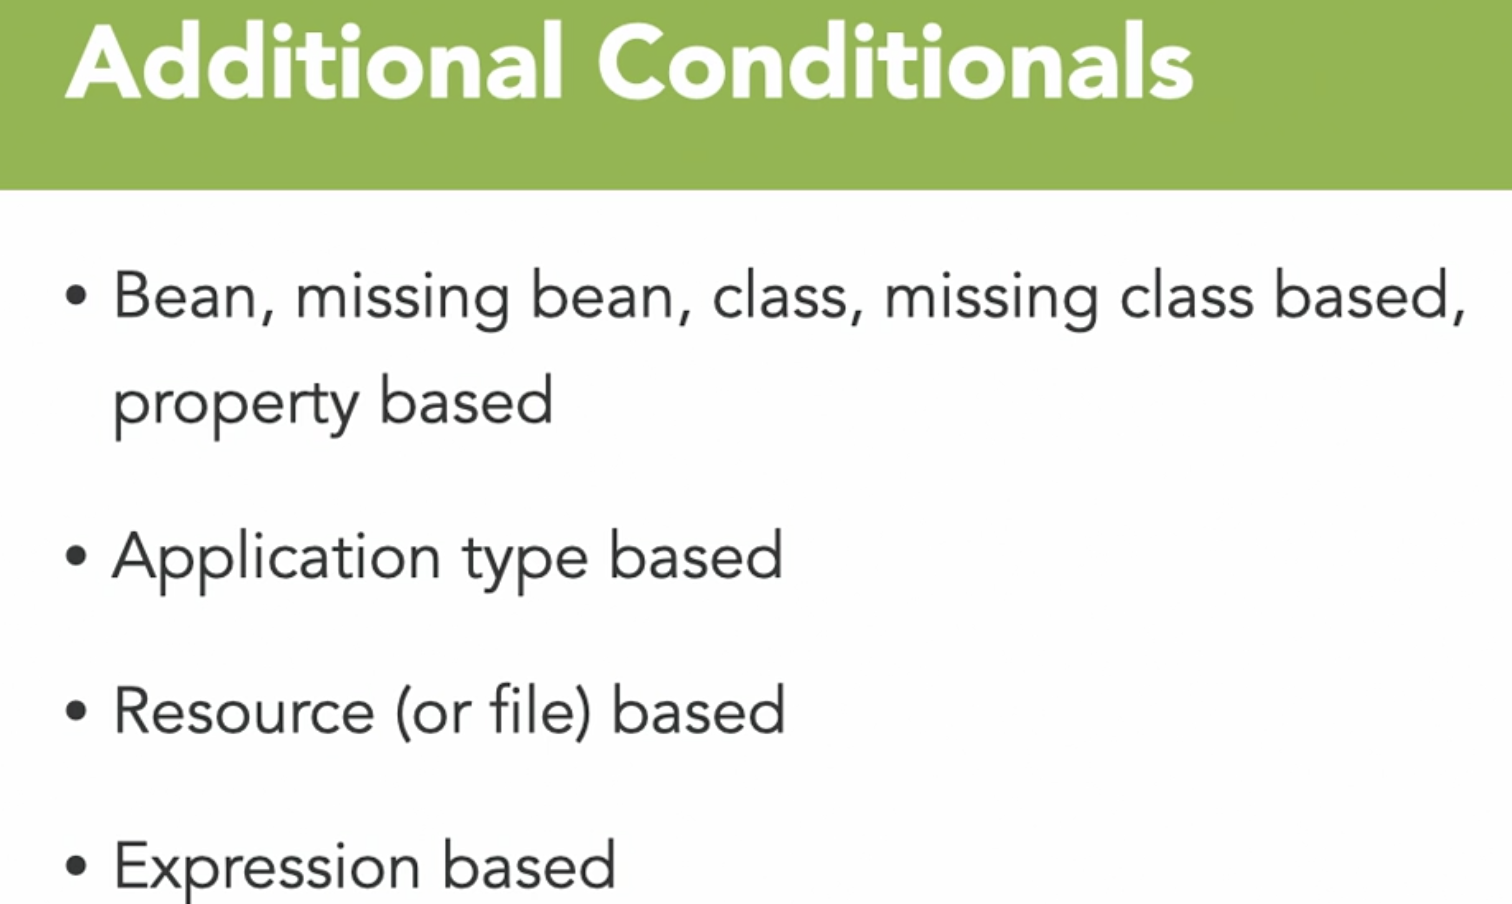 Additional Conditionals
• Bean, missing bean, class, missing class based,
property based
• Application type based
• Resource (or file) based
• Expression based